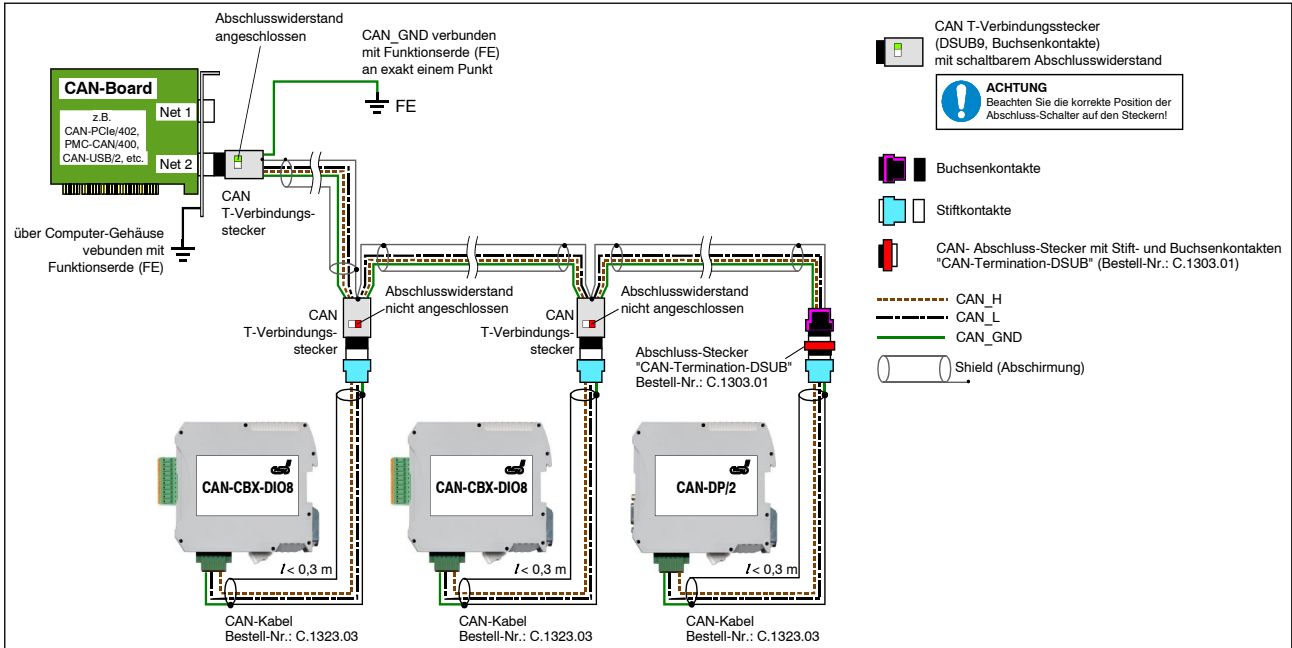 Abschlusswiderstand
angeschlossen
CAN_GND verbunden
mit Funktionserde (FE)
an exakt einem Punkt
FE
CAN-Board
z.B.
CAN-PCIe/402,
PMC-CAN/400,
CAN-USB/2, etc.
Net 1
Net 2
CAN
T-Verbindungs-
stecker
über Computer-Gehäuse
vebunden mit
Funktionserde (FE)
CAN
T-Verbindungs-
stecker
Abschlusswiderstand
nicht angeschlossen
CAN
T-Verbindungs-
stecker
Abschlusswiderstand
nicht angeschlossen
Abschluss-Stecker
"CAN-Termination-DSUB"
Bestell-Nr.: C.1303.01
esd
CAN-CBX-DIO8
esd
CAN-CBX-DIO8
esd
CAN-DP/2
l < 0,3 m
l < 0,3 m
l < 0,3 m
CAN-Kabel
Bestell-Nr.: C.1323.03
CAN-Kabel
Bestell-Nr.: C.1323.03
CAN-Kabel
Bestell-Nr.: C.1323.03
CAN T-Verbindungsstecker
(DSUB9, Buchsenkontakte)
mit schaltbarem Abschlusswiderstand
ACHTUNG
Beachten Sie die korrekte Position der
Abschluss-Schalter auf den Steckern!
Buchsenkontakte
Stiftkontakte
CAN- Abschluss-Stecker mit Stift- und Buchsenkontakten
"CAN-Termination-DSUB" (Bestell-Nr.: C.1303.01)
CAN_H
CAN_L
CAN_GND
Shield (Abschirmung)